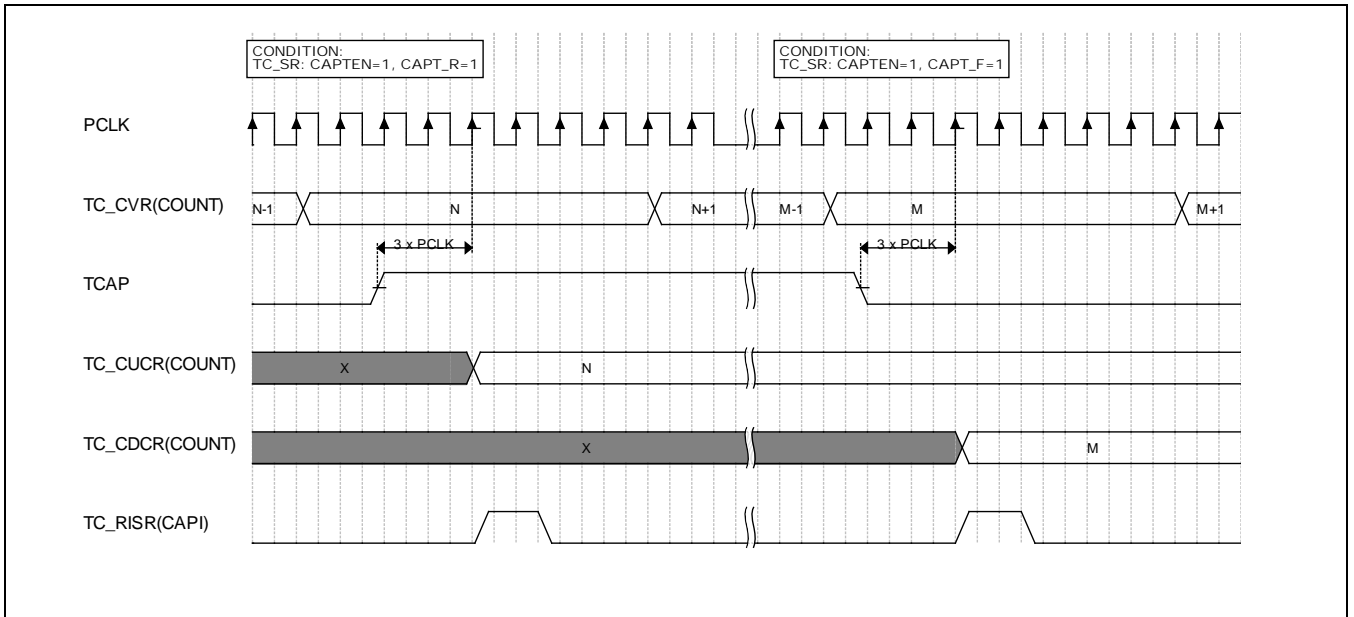 CONDITION:
TC_SR: CAPTEN=1, CAPT_R=1
CONDITION:
TC_SR: CAPTEN=1, CAPT_F=1
PCLK
TC_CVR(COUNT)
N-1
N
N+1
M-1
M
M+1
3 x PCLK
3 x PCLK
TCAP
TC_CUCR(COUNT)
X
N
TC_CDCR(COUNT)
X
M
TC_RISR(CAPI)